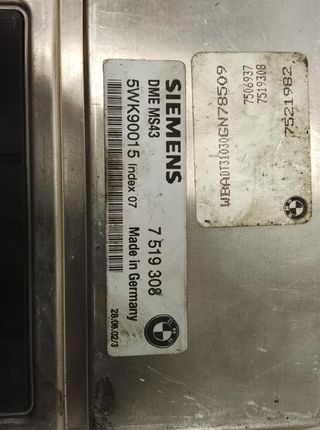 SIEMENS
DME MS43
5WK90015 Index 07
7 519 308
Made in Germany
28.06.02/3
7506937
7519308
7521982